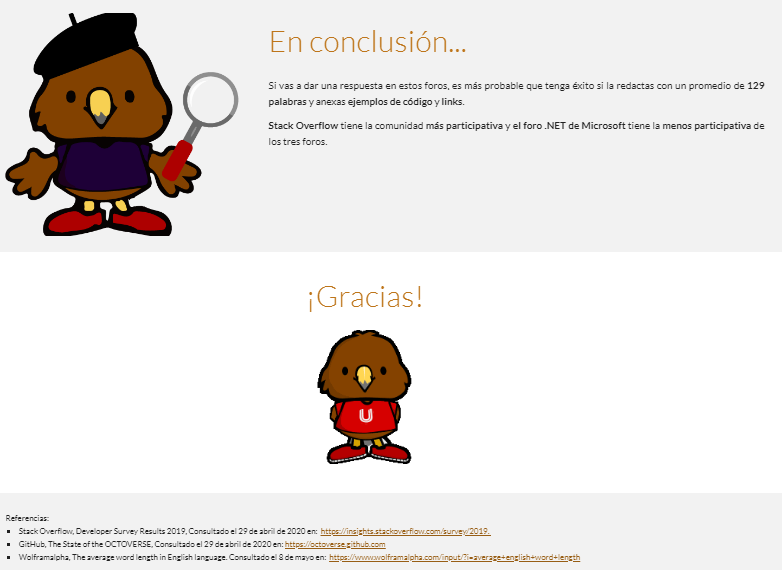 En conclusión...
Si vas a dar una respuesta en estos foros, es más probable que tenga éxito si la redactas con un promedio de 129
palabras y anexas ejemplos de código y links.
Stack Overflow tiene la comunidad más participativa y el foro .NET de Microsoft tiene la menos participativa de
los tres foros.
¡Gracias!
U
Referencias:
▪ Stack Overflow, Developer Survey Results 2019, Consultado el 29 de abril de 2020 en: https://insights.stackoverflow.com/survey/2019.
▪ GitHub, The State of the OCTOVERSE, Consultado el 29 de abril de 2020 en: https://octoverse.github.com
▪ Wolframalpha, The average word length in English language. Consultado el 8 de mayo en: https://www.wolframalpha.com/input/?i=average+english+word+length